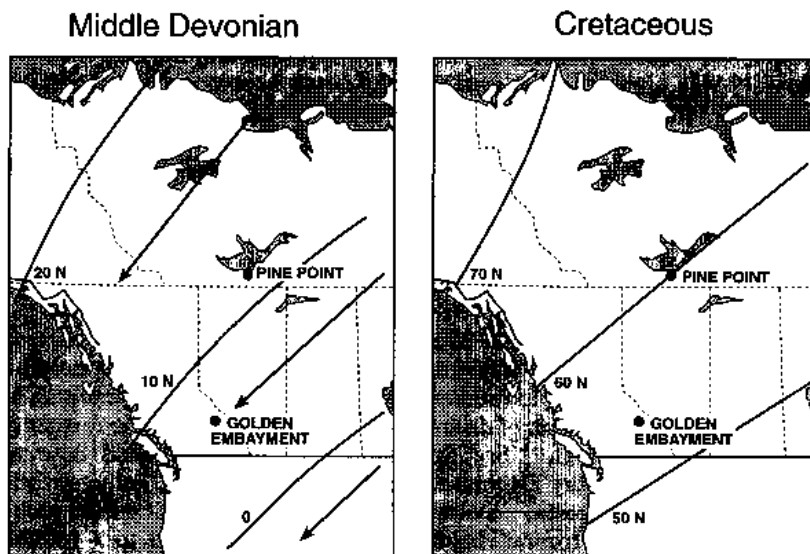 Middle Devonian
20 N
PINE POINT
10 N
GOLDEN
EMBAYMENT
0
Cretaceous
70 N
PINE POINT
60 N
GOLDEN
EMBAYMENT
50 N